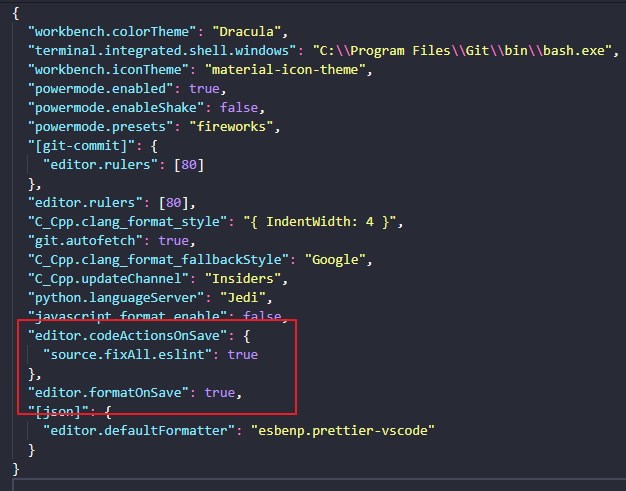 {
"workbench.colorTheme": "Dracula",
"terminal.integrated.shell.windows": "C:\\Program Files\\Git\\bin\\bash.exe",
"workbench.iconTheme": "material-icon-theme",
"powermode.enabled": true,
"powermode.enableShake": false,
"powermode.presets": "fireworks",
"[git-commit]": {
"editor.rulers": [80]
},
"editor.rulers": [80],
"C_Cpp.clang_format_style": "{ IndentWidth: 4 }",
"git.autofetch": true,
"C_Cpp.clang_format_fallbackStyle": "Google",
"C_Cpp.updateChannel": "Insiders",
"python.languageServer": "Jedi",
"javascript.format.enable": false,
"editor.codeActionsOnSave": {
"source.fixAll.eslint": true
},
"editor.formatOnSave": true,
"[json]": {
"editor.defaultFormatter": "esbenp.prettier-vscode"
}
}